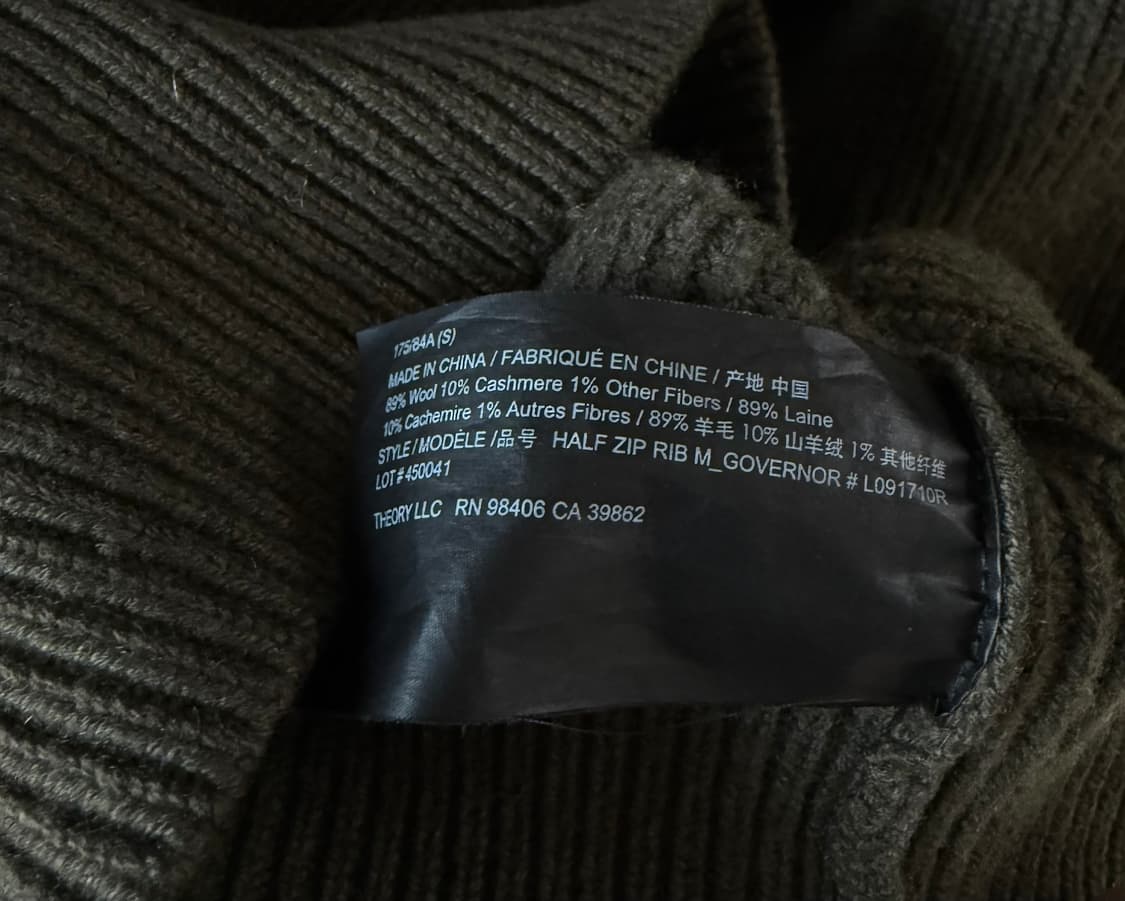 175/84A (S)
MADE IN CHINA / FABRIQUÉ EN CHINE / 产地 中国
89% Wool 10% Cashmere 1% Other Fibers / 89% Laine
10% Cachemire 1% Autres Fibres / 89% 羊毛 10% 山羊绒 1% 其他纤维
STYLE / MODÈLE /品号 HALF ZIP RIB M_GOVERNOR # L091710R
LOT # 450041
THEORY LLC RN 98406 CA 39862